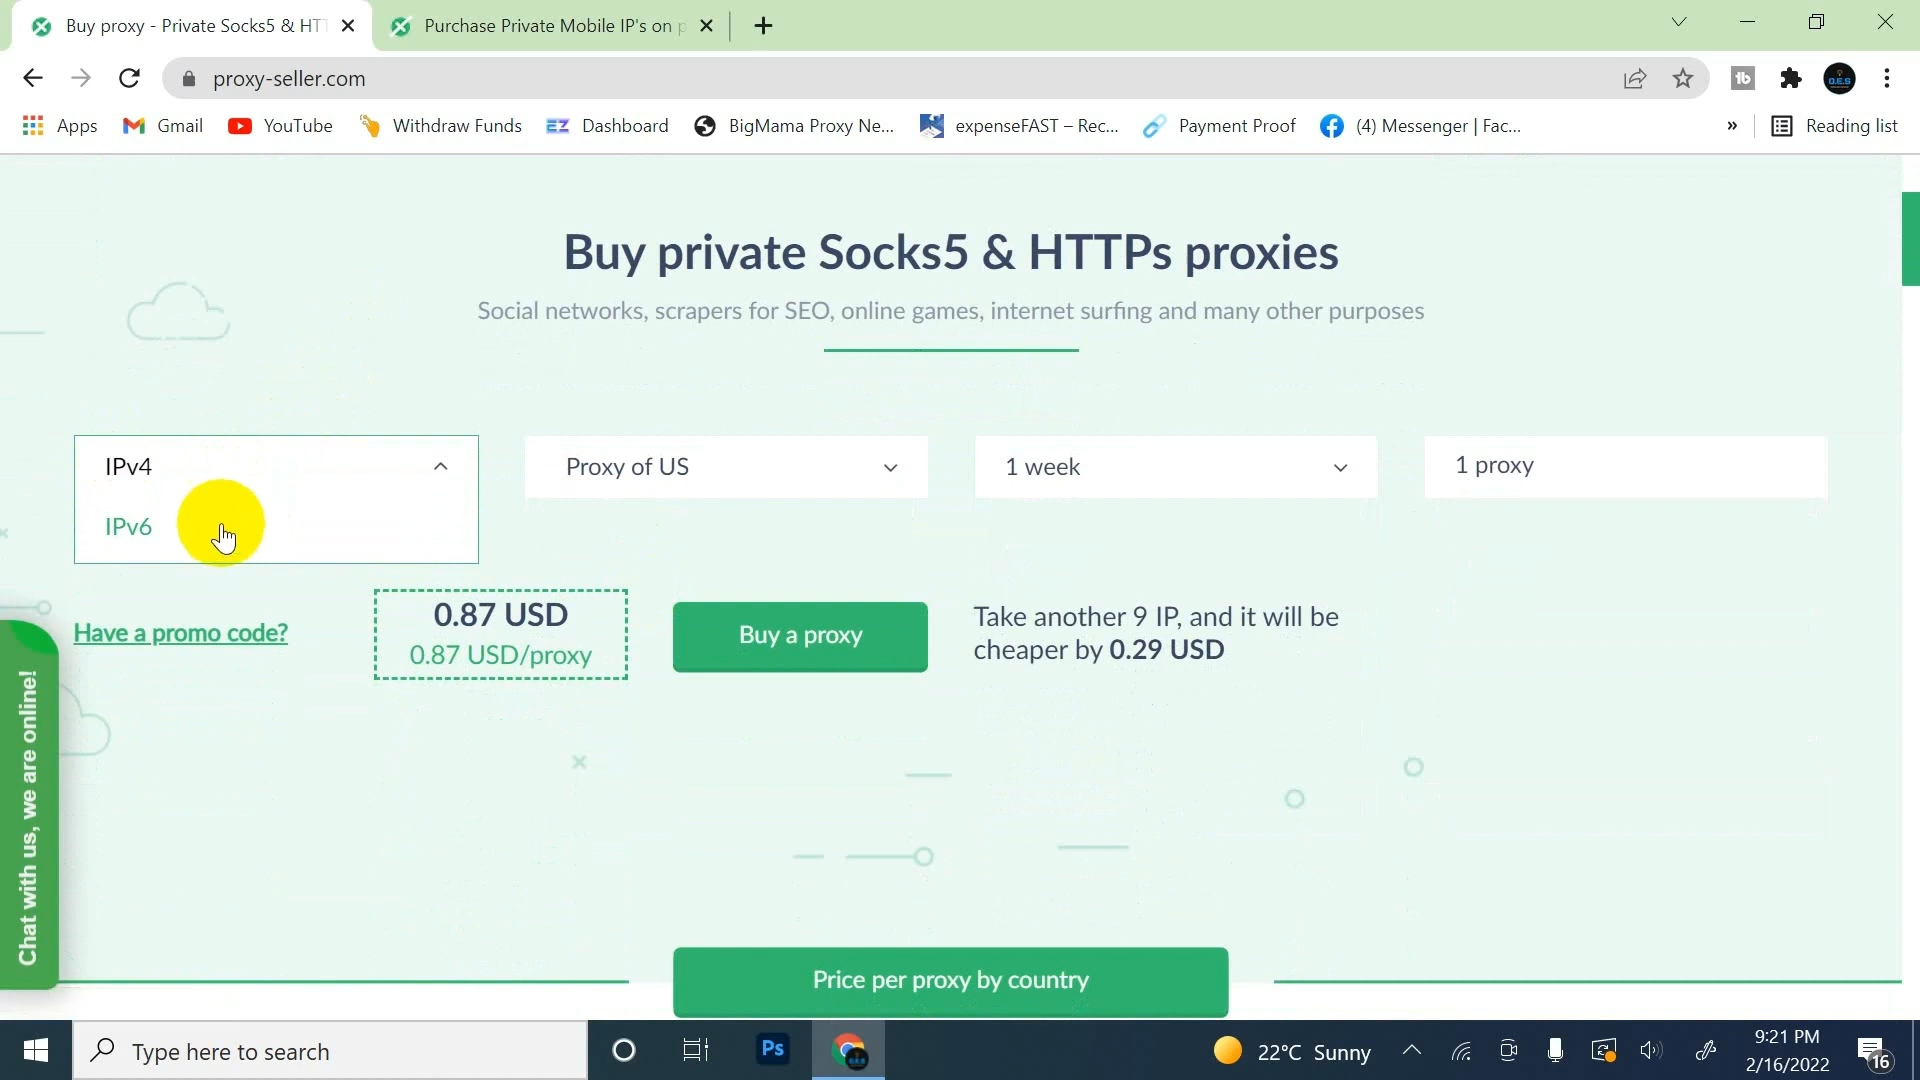 Buy proxy - Private Socks5 & HTT
Purchase Private Mobile IP's on p
proxy-seller.com
Apps
Gmail
YouTube
Withdraw Funds
EZ
Dashboard
BigMama Proxy Ne...
expenseFAST – Rec...
Payment Proof
(4) Messenger | Fac...
»
Reading list
Buy private Socks5 & HTTPs proxies
Social networks, scrapers for SEO, online games, internet surfing and many other purposes
IPv4
Proxy of US
1 week
1 proxy
IPv6
Have a promo code?
0.87 USD
0.87 USD/proxy
Buy a proxy
Take another 9 IP, and it will be
cheaper by 0.29 USD
Chat with us, we are online!
Price per proxy by country
Type here to search
Ps
22°C Sunny
9:21 PM
2/16/2022
16